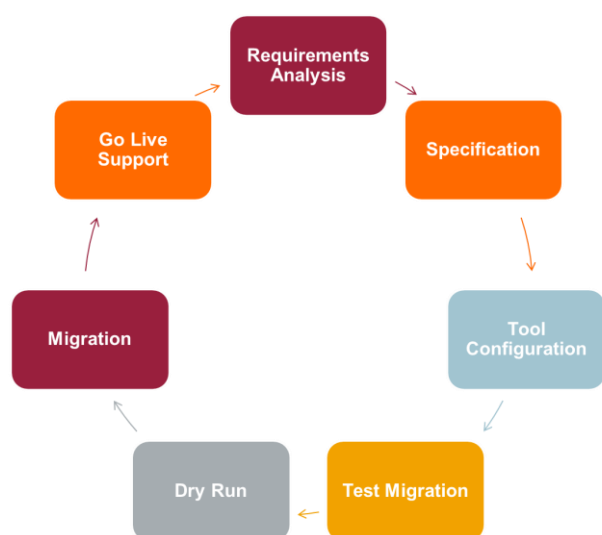 Requirements
Analysis
Specification
Tool
Configuration
Test Migration
Dry Run
Migration
Go Live
Support